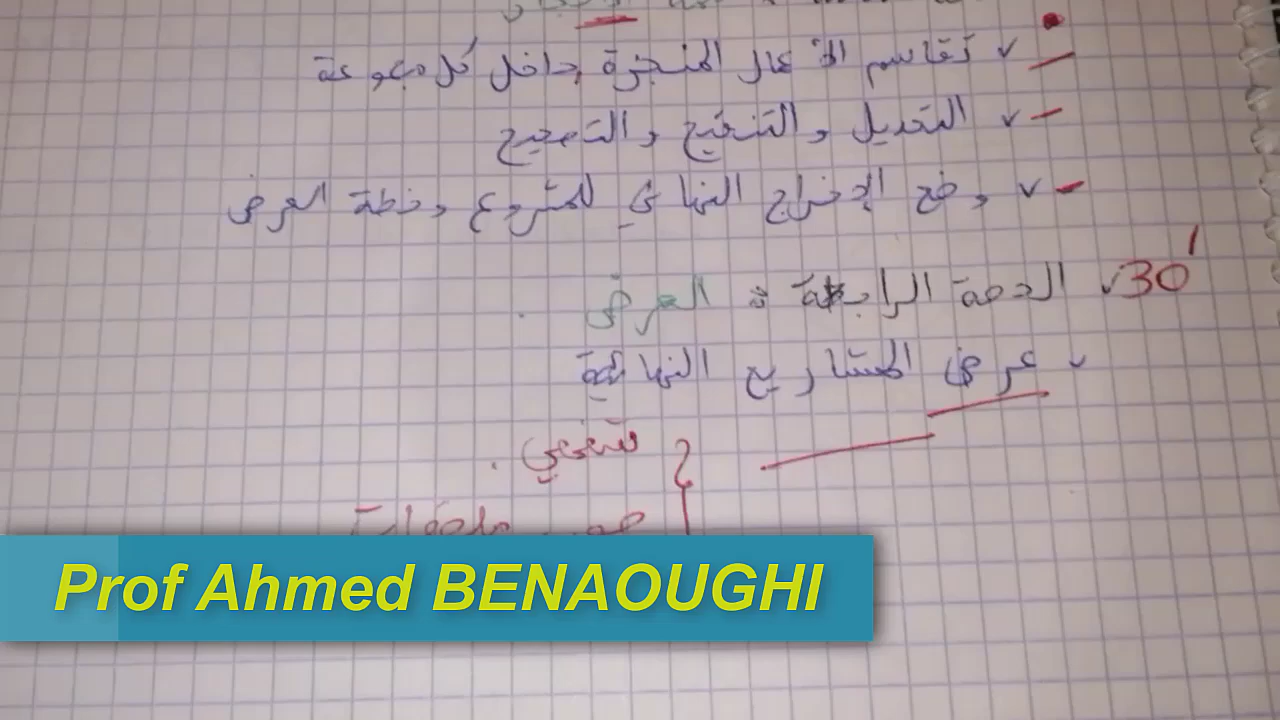 ✓ تقاسم الأعمال المنجزة داخل كل مجموعة
✓ التعديل والتنقيح والتصحيح
✓ وضع الإخراج النهائي للمشروع وخطة العرض
30' ✓ الحصة الرابعة : العرض .
✓ عرض المشاريع النهائية
شفهي .
Prof Ahmed BENAOUGHI